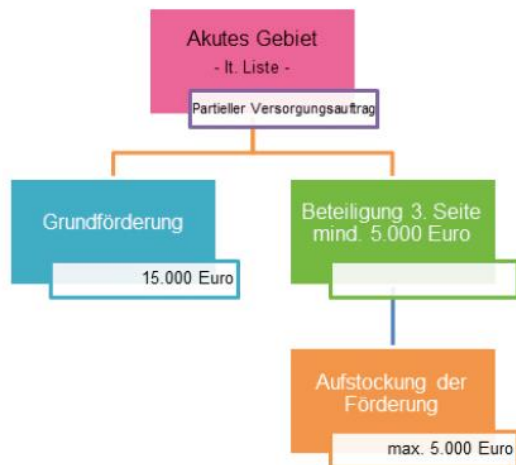 Akutes Gebiet
- lt. Liste -
Partieller Versorgungsauftrag
Grundförderung
15.000 Euro
Beteiligung 3. Seite
mind. 5.000 Euro
Aufstockung der
Förderung
max. 5.000 Euro